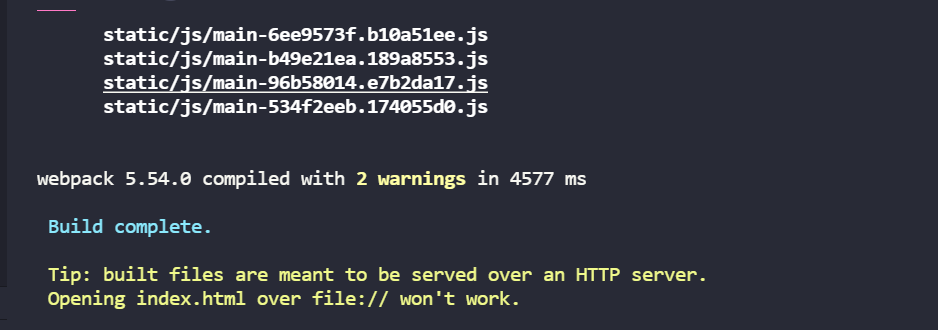 static/js/main-6ee9573f.b10a51ee.js
static/js/main-b49e21ea.189a8553.js
static/js/main-96b58014.e7b2da17.js
static/js/main-534f2eeb.174055d0.js
webpack 5.54.0 compiled with 2 warnings in 4577 ms
Build complete.
Tip: built files are meant to be served over an HTTP server.
Opening index.html over file:// won't work.